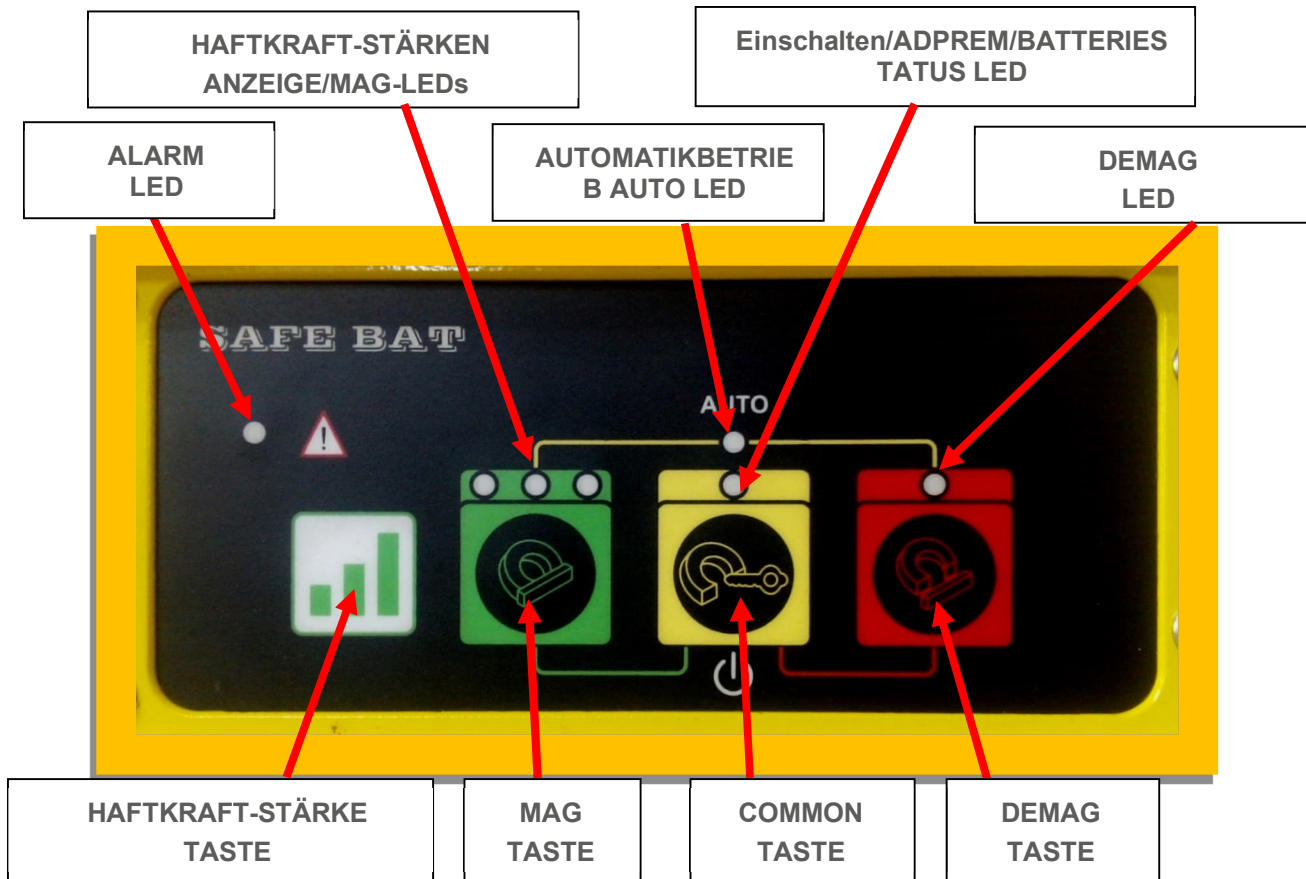 HAFTKRAFT-STÄRKEN
ANZEIGE/MAG-LEDs
Einschalten/ADPREM/BATTERIES
TATUS LED
ALARM
LED
AUTOMATIKBETRIE
B AUTO LED
DEMAG
LED
SAFE BAT
AUTO
HAFTKRAFT-STÄRKE
TASTE
MAG
TASTE
COMMON
TASTE
DEMAG
TASTE